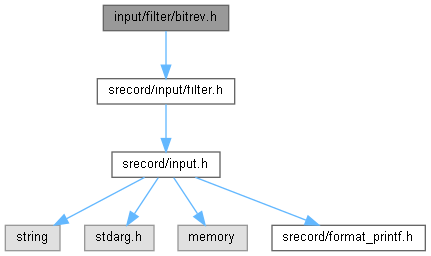 input/filter/bitrev.h
srecord/input/filter.h
srecord/input.h
string
stdarg.h
memory
srecord/format_printf.h